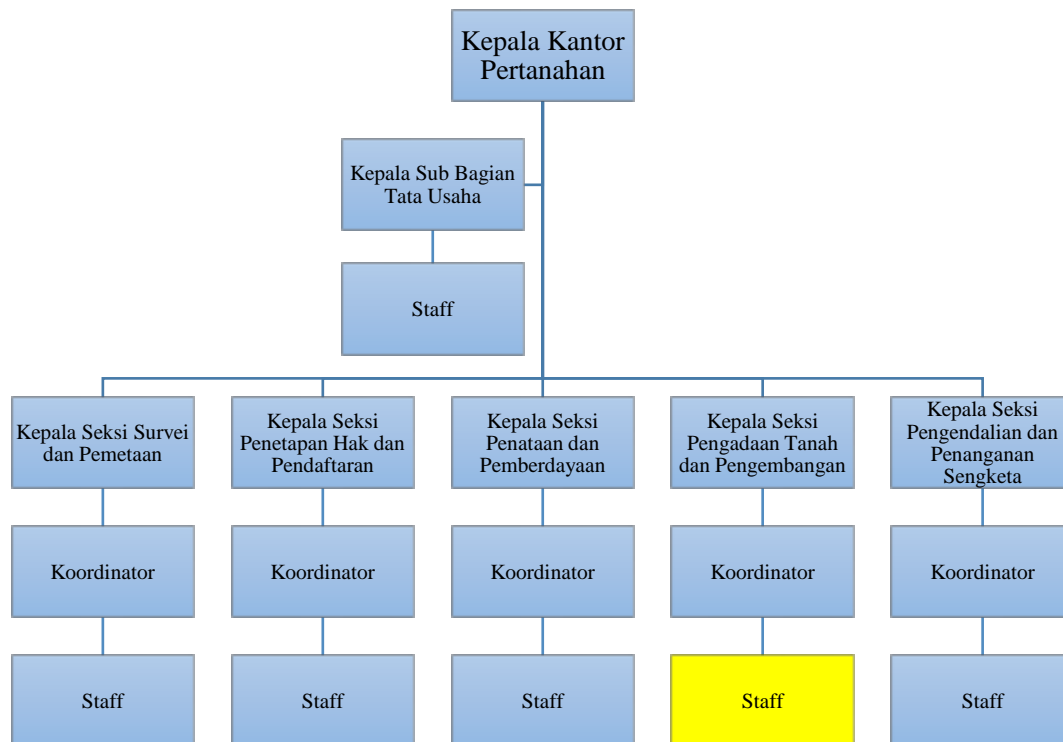 Kepala Kantor
Pertanahan
Kepala Sub Bagian
Tata Usaha
Staff
Kepala Seksi Survei
dan Pemetaan
Kepala Seksi
Penetapan Hak dan
Pendaftaran
Kepala Seksi
Penataan dan
Pemberdayaan
Kepala Seksi
Pengadaan Tanah
dan Pengembangan
Kepala Seksi
Pengendalian dan
Penanganan
Sengketa
Koordinator
Koordinator
Koordinator
Koordinator
Koordinator
Staff
Staff
Staff
Staff
Staff